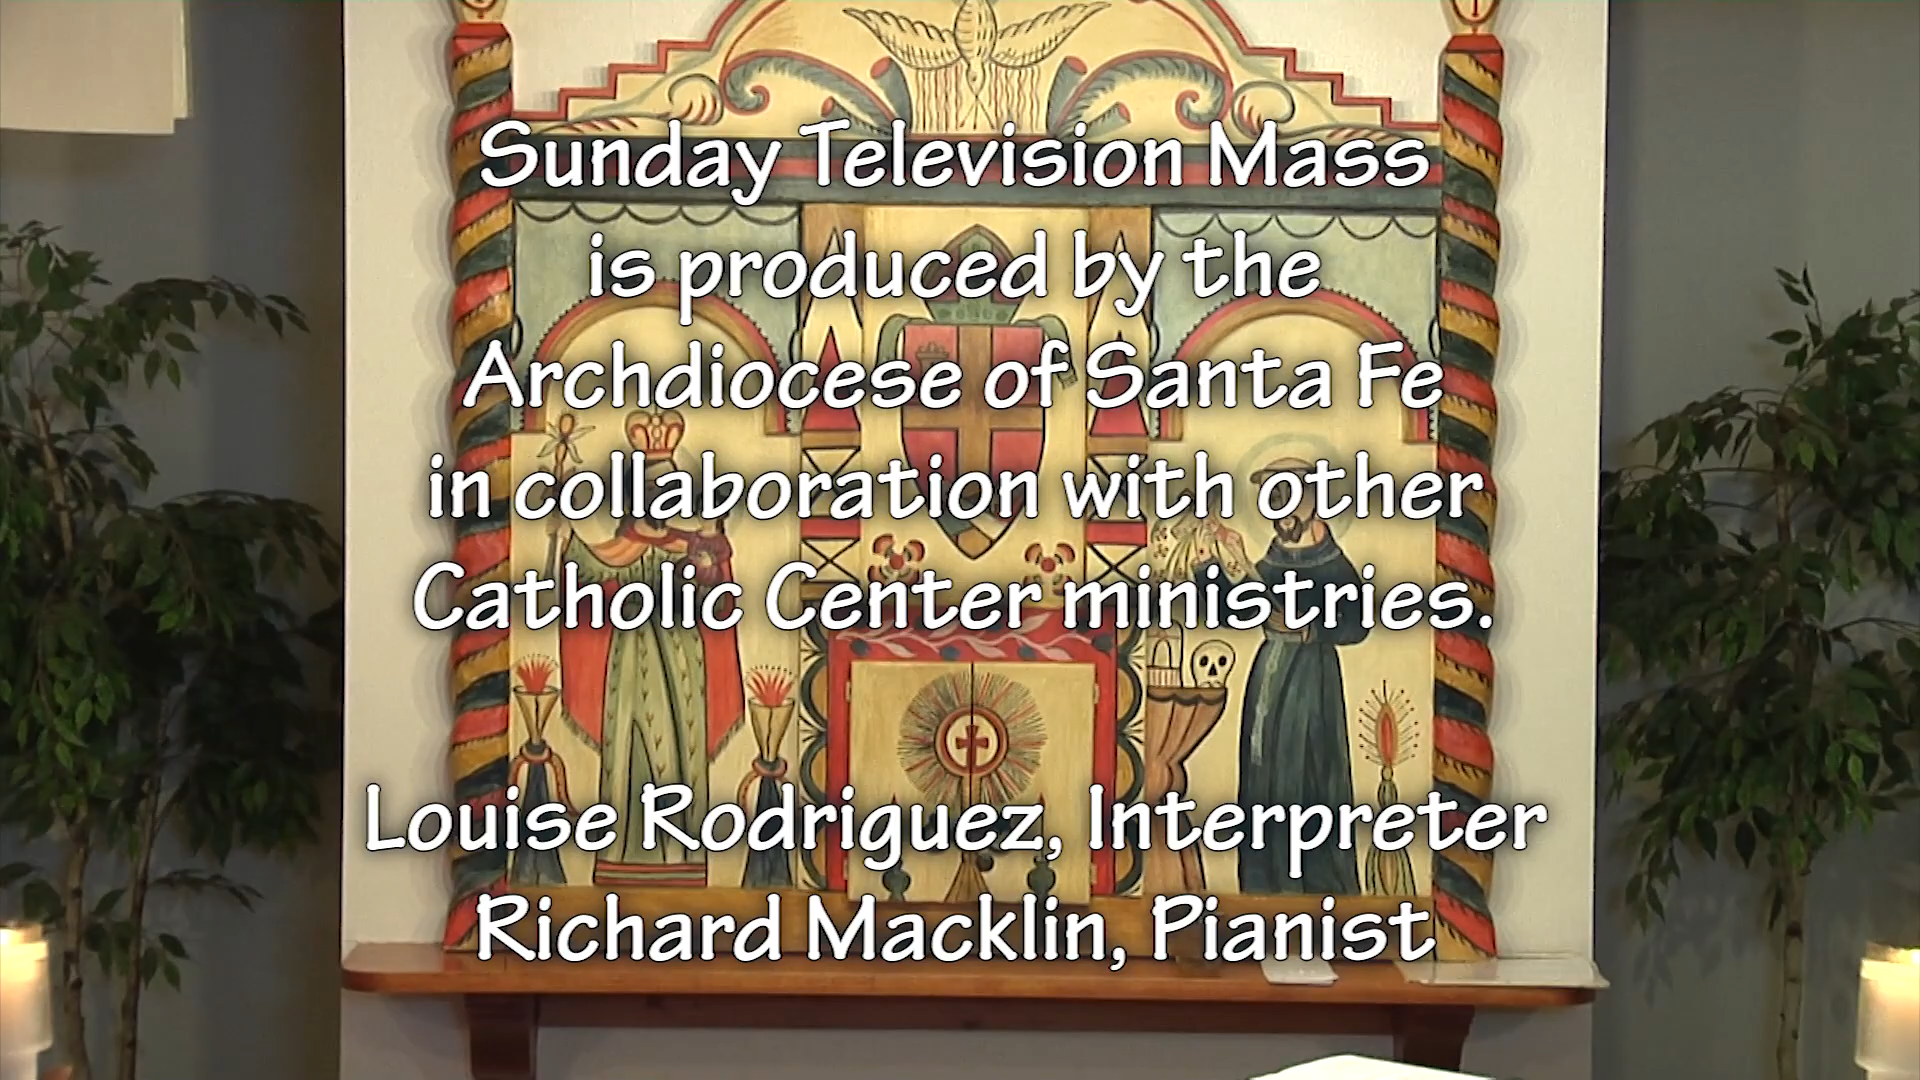 Sunday Television Mass
is produced by the
Archdiocese of Santa Fe
in collaboration with other
Catholic Center ministries.
Louise Rodriguez, Interpreter
Richard Macklin, Pianist